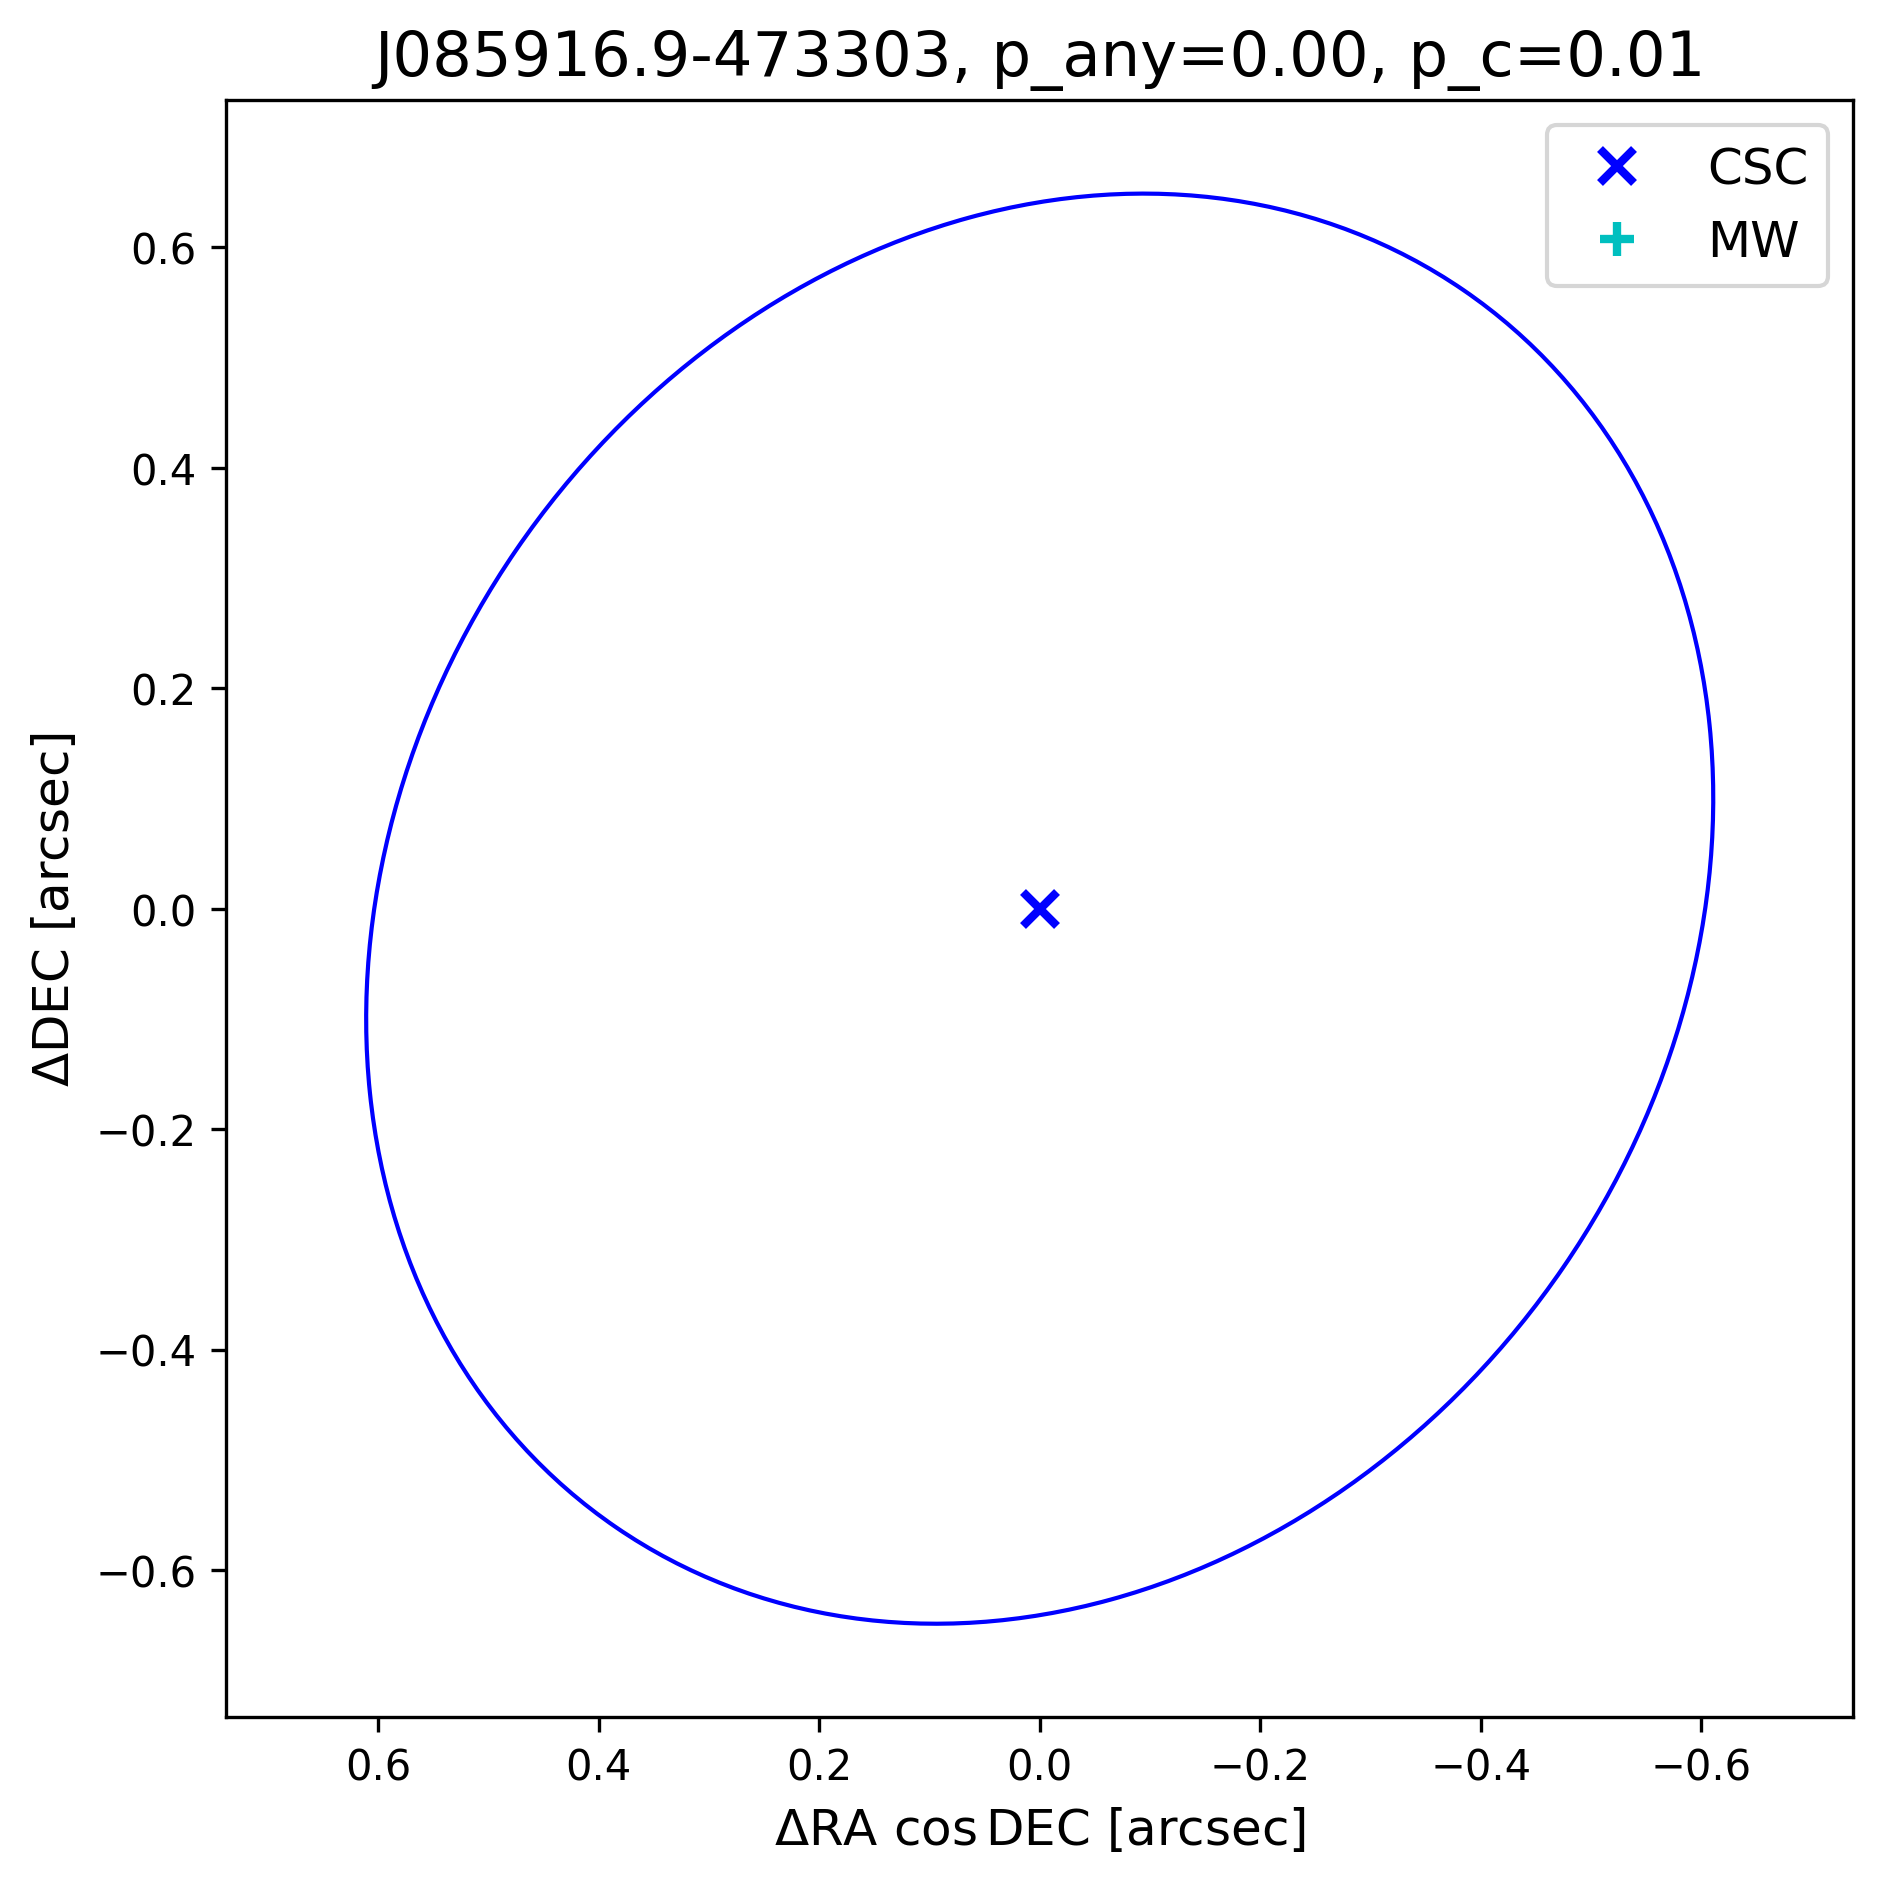 J085916.9-473303, p_any=0.00, p_c=0.01
CSC
MW
0.6
0.4
0.2
0.0
−0.2
−0.4
−0.6
ΔDEC [arcsec]
0.6 0.4 0.2 0.0 −0.2 −0.4 −0.6
ΔRA cos DEC [arcsec]